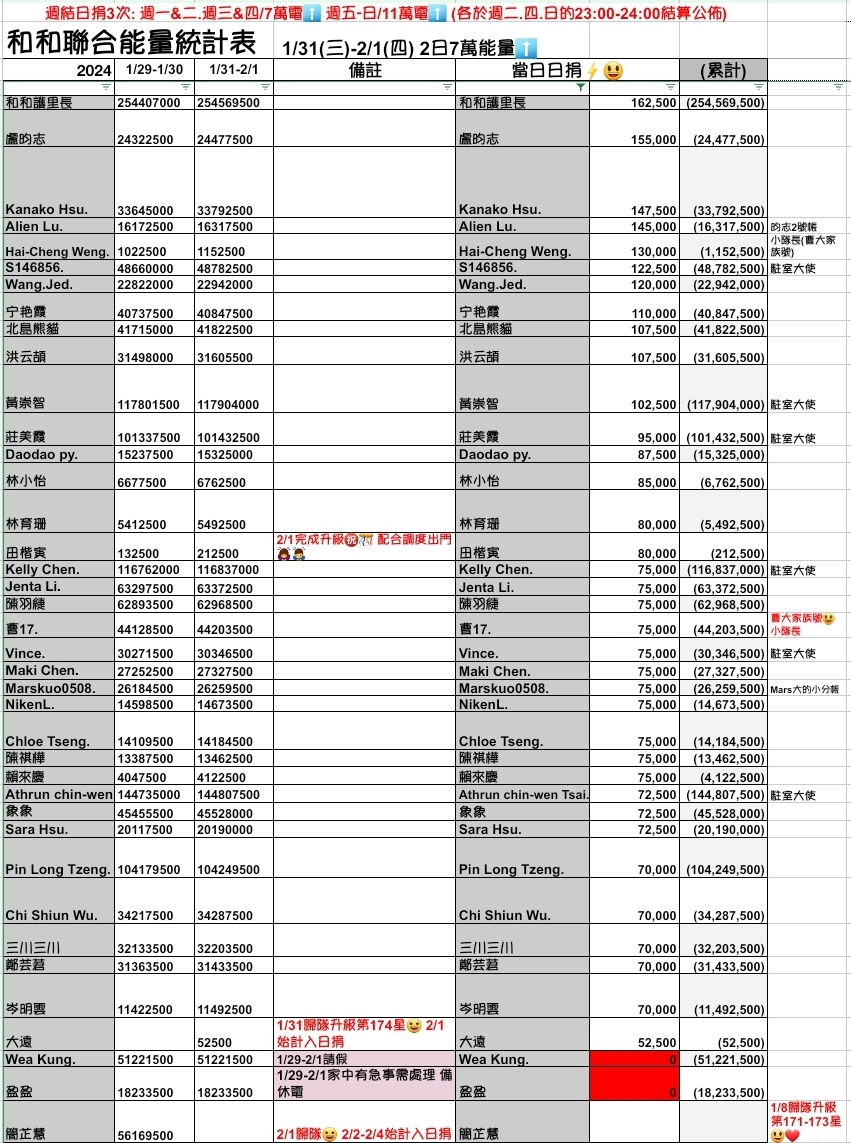 週結日捐3次: 週一&二.週三&四/7萬電⬆️ 週五-日/11萬電⬆️ (各於週二.四.日的23:00-24:00結算公佈)
和和聯合能量統計表 1/31(三)-2/1(四) 2日7萬能量⬆️
2024 1/29-1/30 1/31-2/1 備註 當日日捐⚡😃 (累計)
和和護里長 254407000 254569500 和和護里長 162,500 (254,569,500)
盧昀志 24322500 24477500 盧昀志 155,000 (24,477,500)
Kanako Hsu. 33645000 33792500 Kanako Hsu. 147,500 (33,792,500)
Alien Lu. 16172500 16317500 Alien Lu. 145,000 (16,317,500) 昀志2號帳
Hai-Cheng Weng. 1022500 1152500 Hai-Cheng Weng. 130,000 (1,152,500) 小隊長(曹大家族號)
S146856. 48660000 48782500 S146856. 122,500 (48,782,500) 駐室大使
Wang.Jed. 22822000 22942000 Wang.Jed. 120,000 (22,942,000)
宁艳霞 40737500 40847500 宁艳霞 110,000 (40,847,500)
北島熊貓 41715000 41822500 北島熊貓 107,500 (41,822,500)
洪云頡 31498000 31605500 洪云頡 107,500 (31,605,500)
黃崇智 117801500 117904000 黃崇智 102,500 (117,904,000) 駐室大使
莊美霞 101337500 101432500 莊美霞 95,000 (101,432,500) 駐室大使
Daodao py. 15237500 15325000 Daodao py. 87,500 (15,325,000)
林小怡 6677500 6762500 林小怡 85,000 (6,762,500)
林育珊 5412500 5492500 林育珊 80,000 (5,492,500)
田楷寅 132500 212500 2/1完成升級㊗️🎊 配合調度出門 田楷寅 80,000 (212,500)
Kelly Chen. 116762000 116837000 Kelly Chen. 75,000 (116,837,000) 駐室大使
Jenta Li. 63297500 63372500 Jenta Li. 75,000 (63,372,500)
陳羽緁 62893500 62968500 陳羽緁 75,000 (62,968,500)
曹17. 44128500 44203500 曹17. 75,000 (44,203,500) 曹大家族號😃小隊長
Vince. 30271500 30346500 Vince. 75,000 (30,346,500) 駐室大使
Maki Chen. 27252500 27327500 Maki Chen. 75,000 (27,327,500)
Marskuo0508. 26184500 26259500 Marskuo0508. 75,000 (26,259,500) Mars大的小分帳
NikenL. 14598500 14673500 NikenL. 75,000 (14,673,500)
Chloe Tseng. 14109500 14184500 Chloe Tseng. 75,000 (14,184,500)
陳祺樺 13387500 13462500 陳祺樺 75,000 (13,462,500)
賴來慶 4047500 4122500 賴來慶 75,000 (4,122,500)
Athrun chin-wen 144735000 144807500 Athrun chin-wen Tsai. 72,500 (144,807,500) 駐室大使
象象 45455500 45528000 象象 72,500 (45,528,000)
Sara Hsu. 20117500 20190000 Sara Hsu. 72,500 (20,190,000)
Pin Long Tzeng. 104179500 104249500 Pin Long Tzeng. 70,000 (104,249,500)
Chi Shiun Wu. 34217500 34287500 Chi Shiun Wu. 70,000 (34,287,500)
三川三川 32133500 32203500 三川三川 70,000 (32,203,500)
鄭芸莙 31363500 31433500 鄭芸莙 70,000 (31,433,500)
岑明雲 11422500 11492500 岑明雲 70,000 (11,492,500)
大遠 52500 1/31歸隊升級第174星😀 2/1始計入日捐 大遠 52,500 (52,500)
Wea Kung. 51221500 51221500 1/29-2/1請假 Wea Kung. 0 (51,221,500)
盈盈 18233500 18233500 1/29-2/1家中有急事需處理 備休電 盈盈 0 (18,233,500)
簡芷慧 56169500 2/1歸隊😀 2/2-2/4始計入日捐 簡芷慧 1/8歸隊升級第171-173星😃❤️